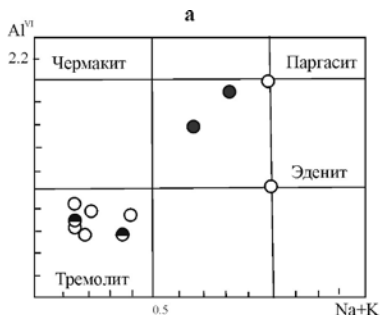 а
Al^VI
2.2
Чермакит
Паргасит
Эденит
Тремолит
0.5
Na+K